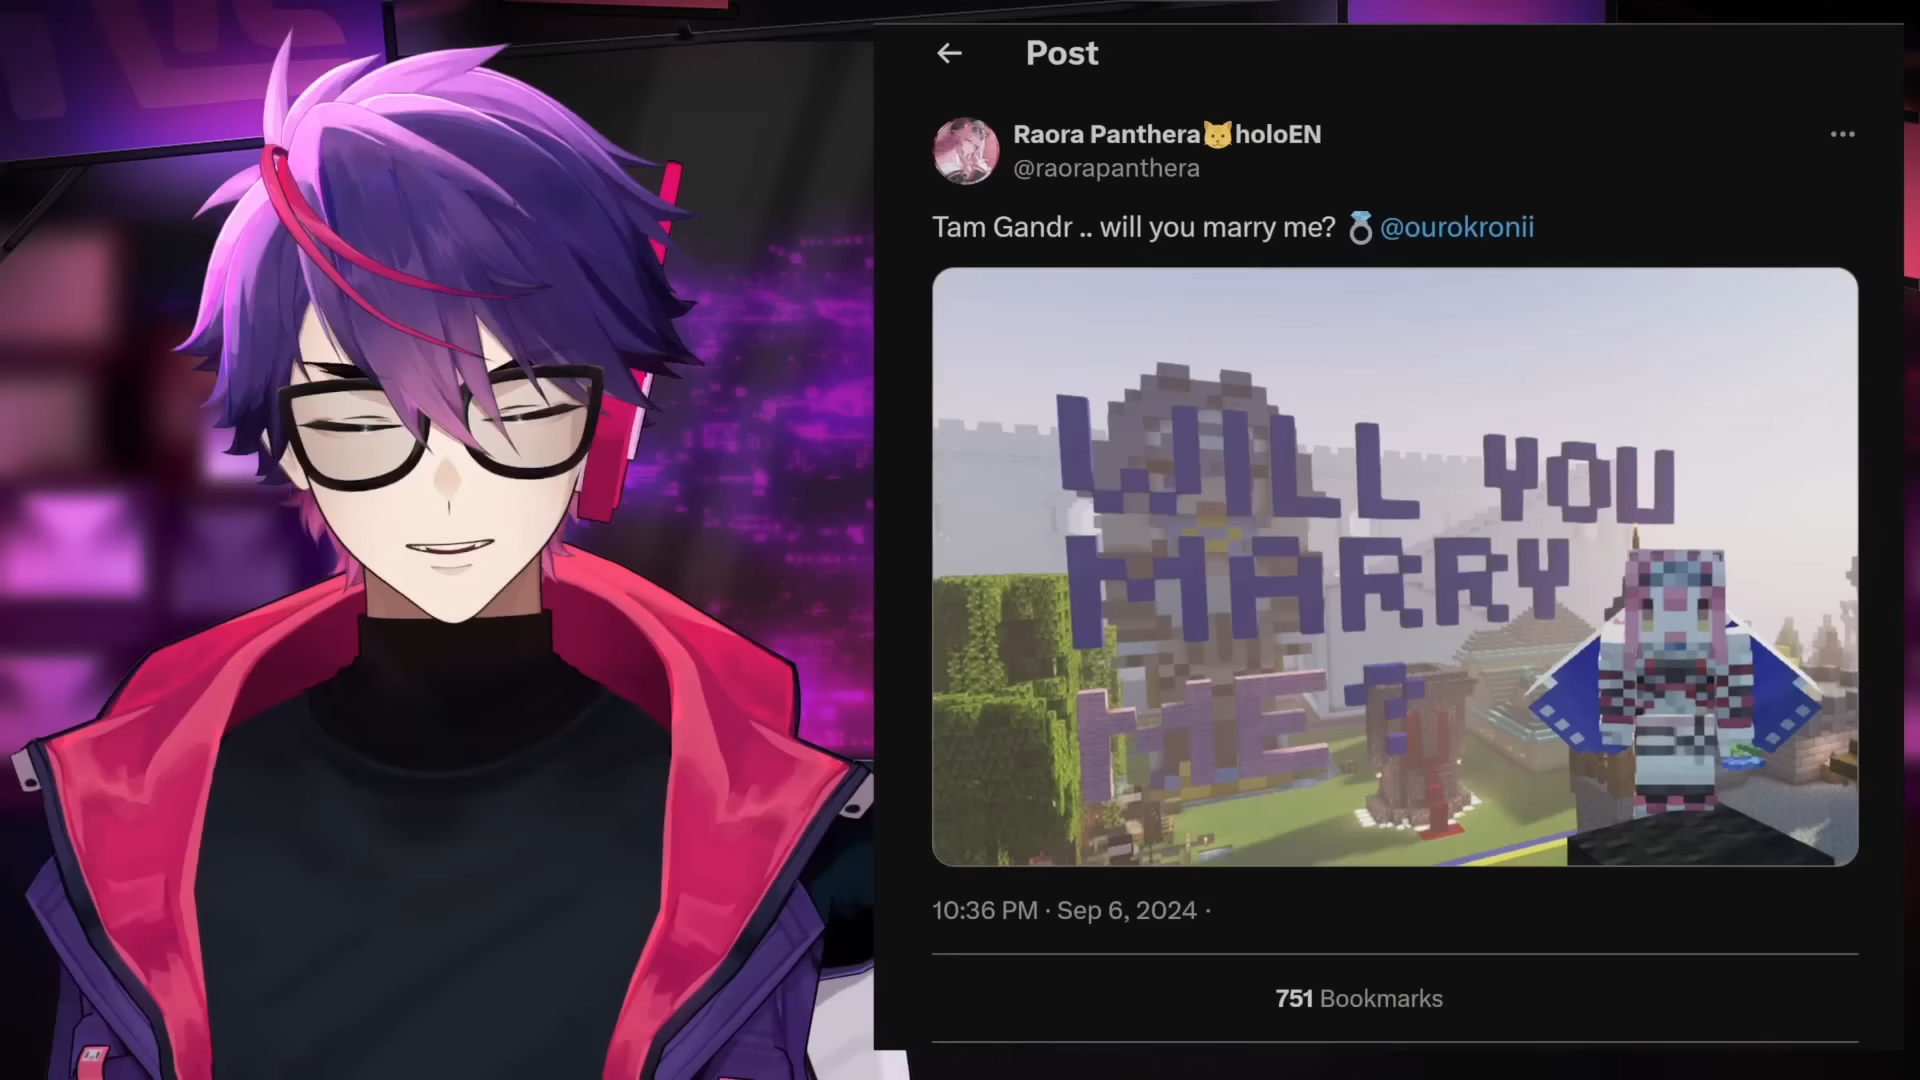 Post
Raora Panthera🐱holoEN
@raorapanthera
Tam Gandr .. will you marry me? 💍 @ourokronii
WILL YOU
MARRY
ME?
10:36 PM · Sep 6, 2024 ·
751 Bookmarks